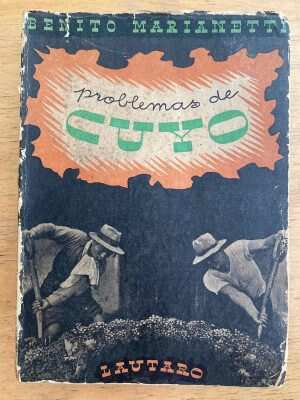 BENITO MARIANETTI
problemas de
CUYO
LAUTARO